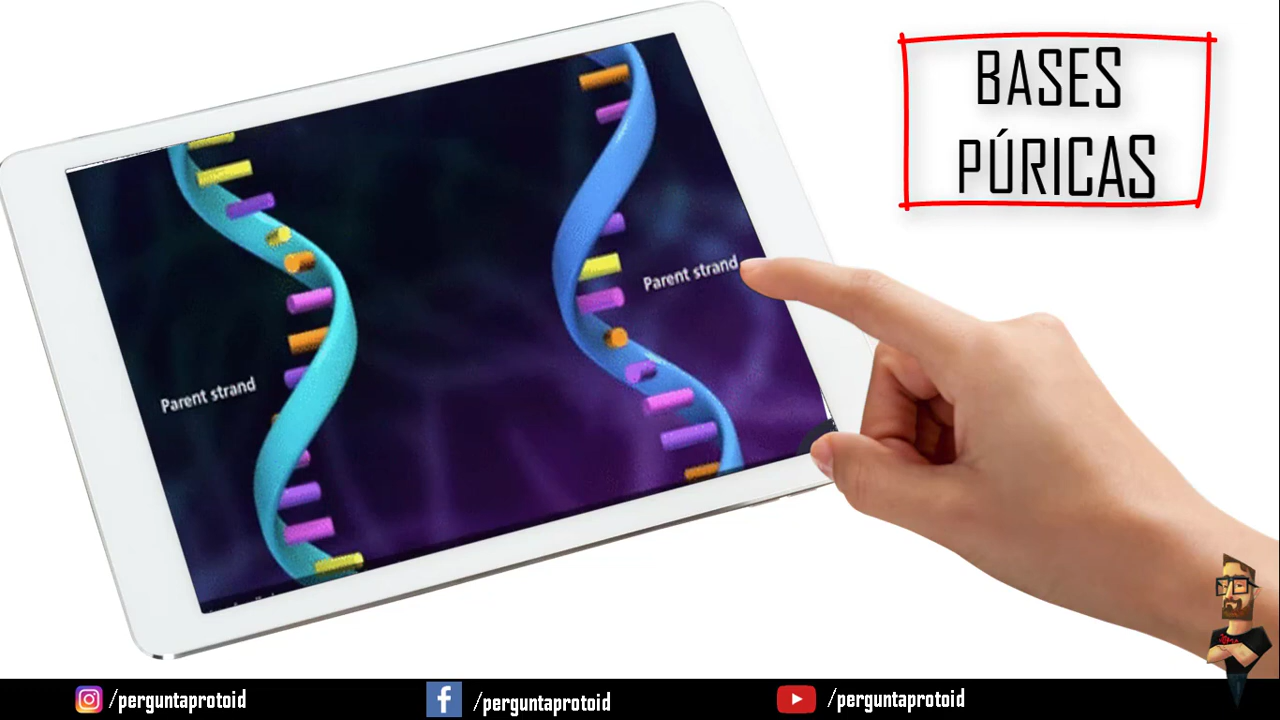 BASES
PÚRICAS
Parent strand
Parent strand
/perguntaprotoid
/perguntaprotoid
/perguntaprotoid